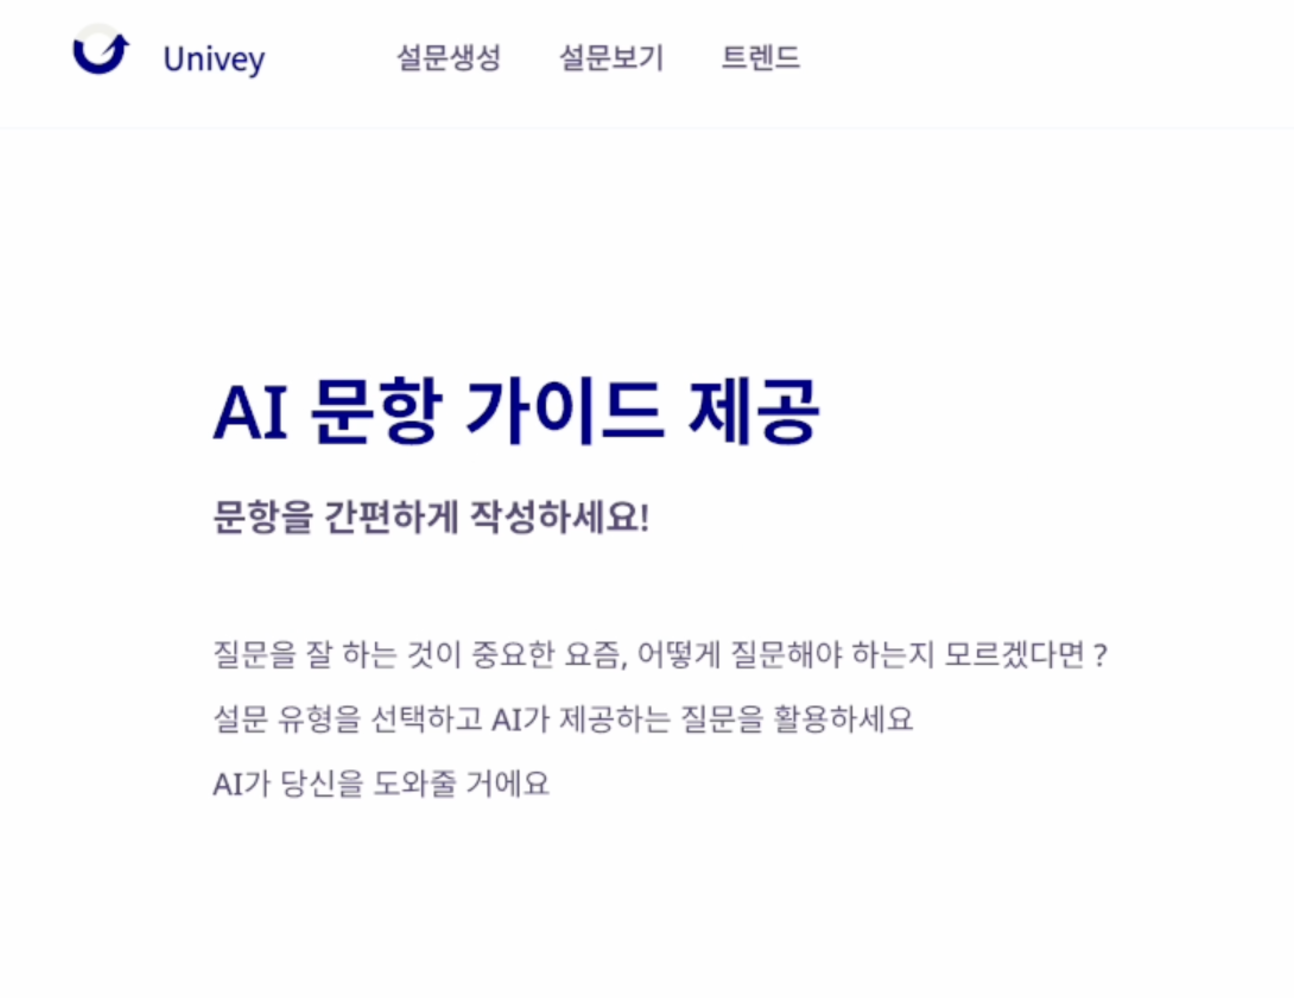 Univey 설문생성 설문보기 트렌드
AI 문항 가이드 제공
문항을 간편하게 작성하세요!
질문을 잘 하는 것이 중요한 요즘, 어떻게 질문해야 하는지 모르겠다면 ?
설문 유형을 선택하고 AI가 제공하는 질문을 활용하세요
AI가 당신을 도와줄 거에요